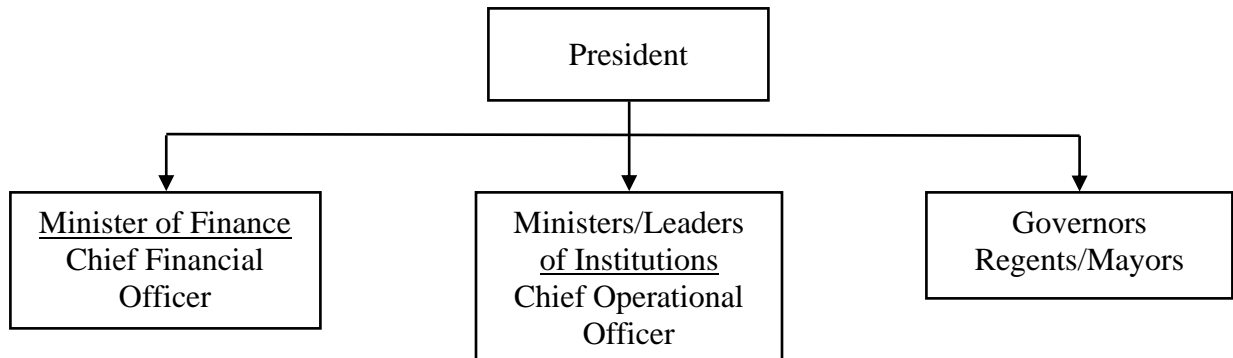 President
Minister of Finance
Chief Financial
Officer
Ministers/Leaders
of Institutions
Chief Operational
Officer
Governors
Regents/Mayors